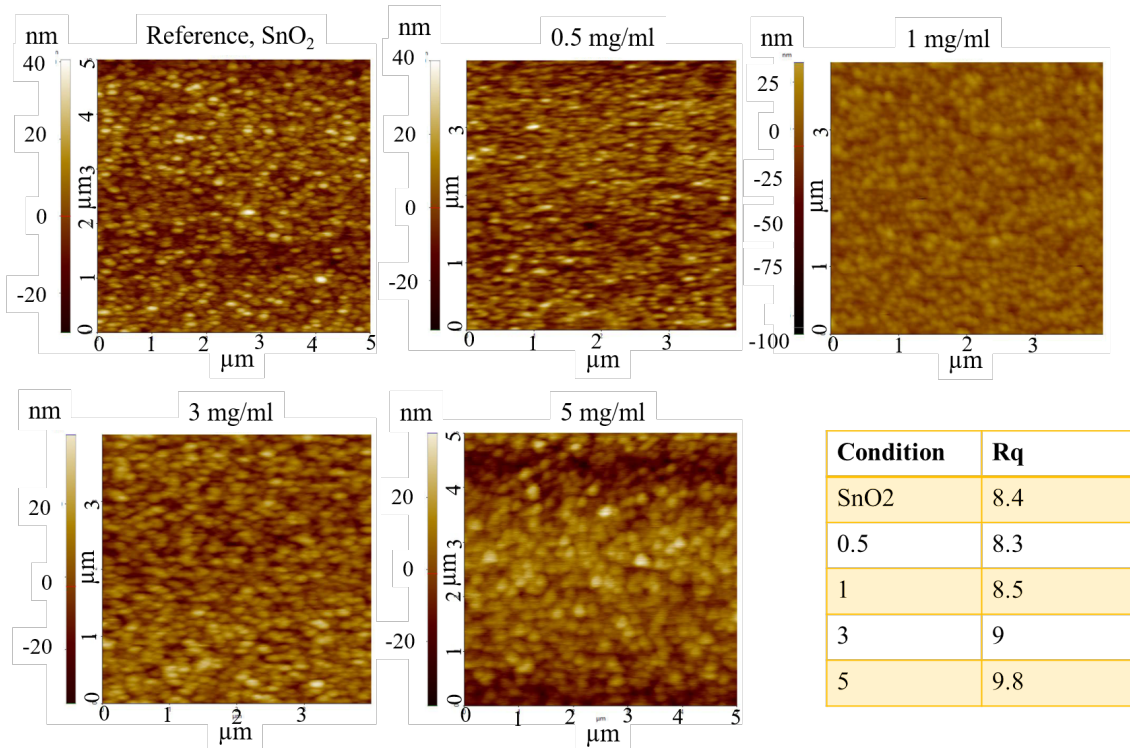 nm
Reference, SnO₂
40
20
0
-20
5
4
3
2
1
0
µm
0 1 2 3 4 5
µm
nm
0.5 mg/ml
40
20
0
-20
3
µm
1
0
0 1 2 3
µm
nm
1 mg/ml
nm
25
0
-25
-50
-75
-100
3
µm
1
0
0 1 2 3
µm
nm
3 mg/ml
20
0
-20
3
µm
1
0
0 1 2 3
µm
µm
nm
5 mg/ml
20
0
-20
5
4
3
µm
2
1
0
0 1 2 3 4 5
µm
µm
Condition Rq
SnO2 8.4
0.5 8.3
1 8.5
3 9
5 9.8